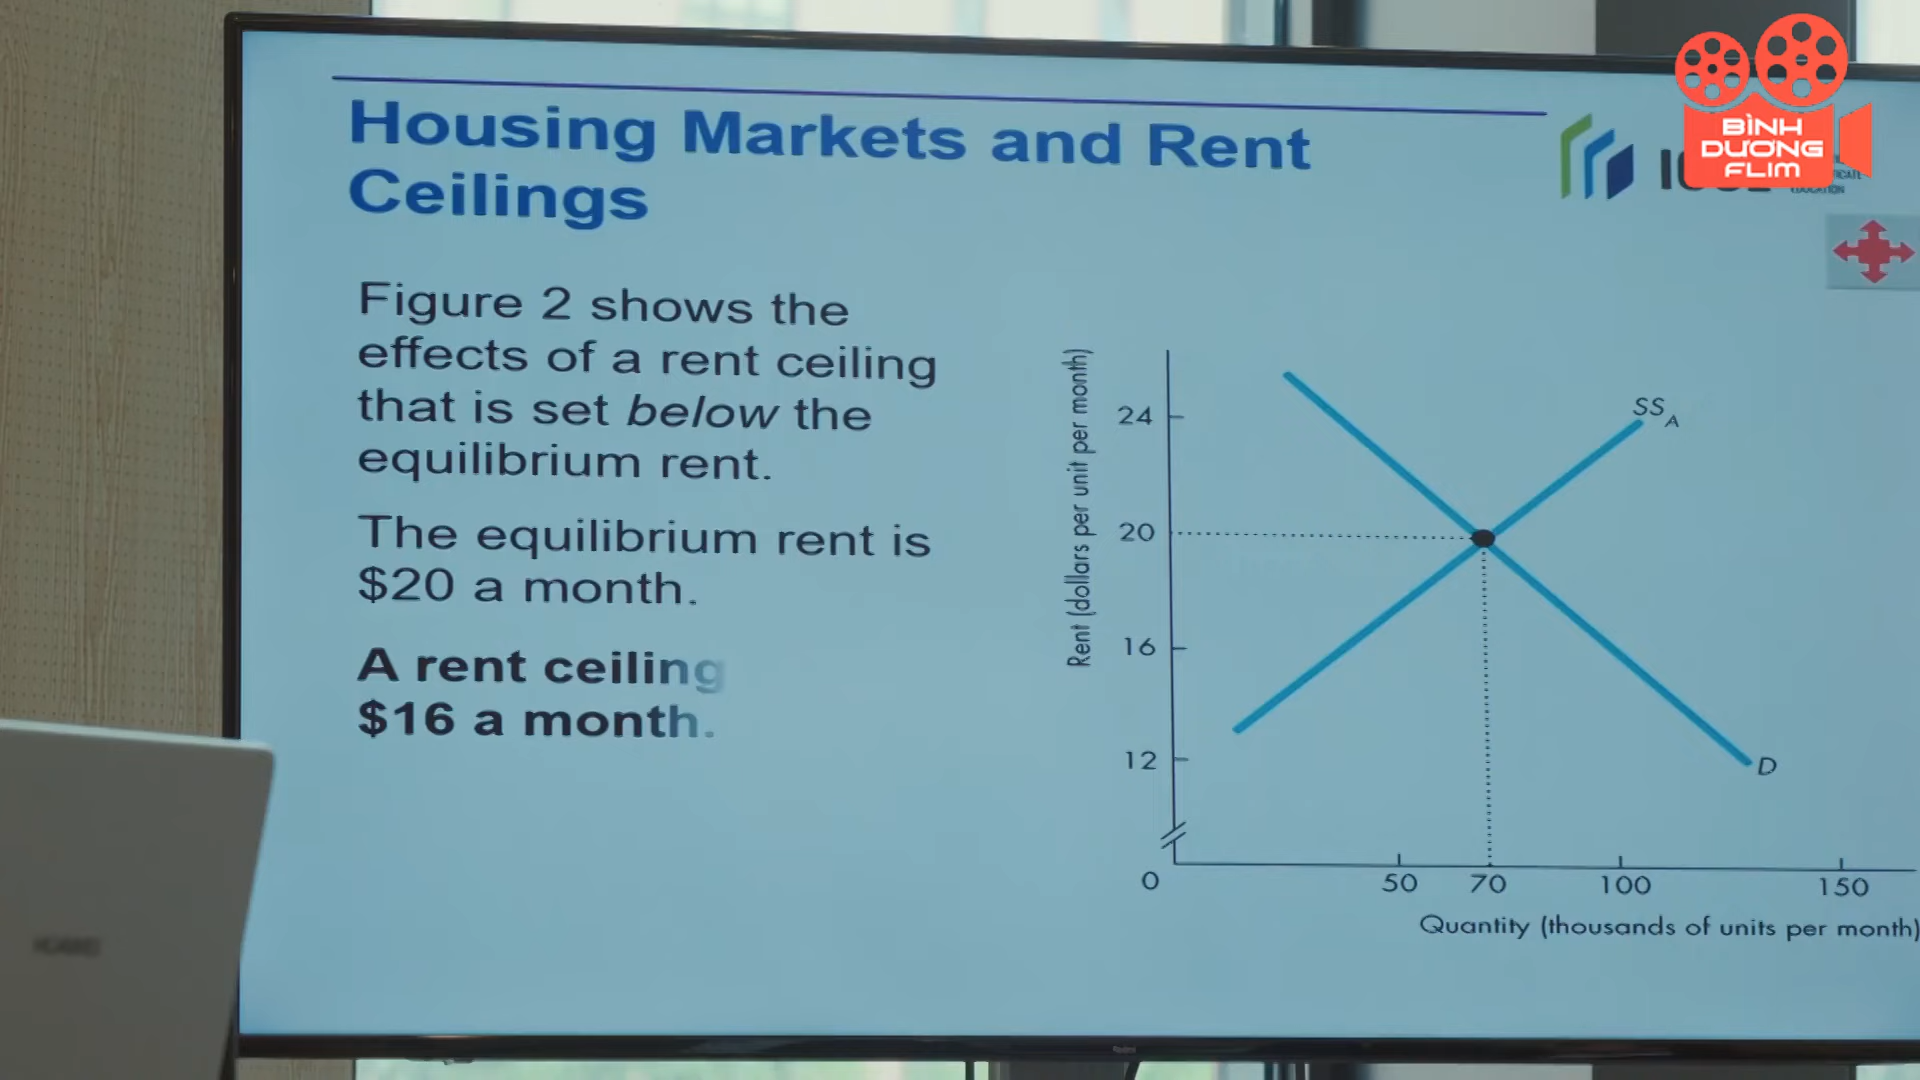 Housing Markets and Rent
Ceilings
BÌNH
DƯƠNG
FLIM
Figure 2 shows the
effects of a rent ceiling
that is set below the
equilibrium rent.
The equilibrium rent is
$20 a month.
A rent ceiling
$16 a month.
Rent (dollars per unit per month)
24
20
16
12
SSA
D
0
50
70
100
150
Quantity (thousands of units per month)